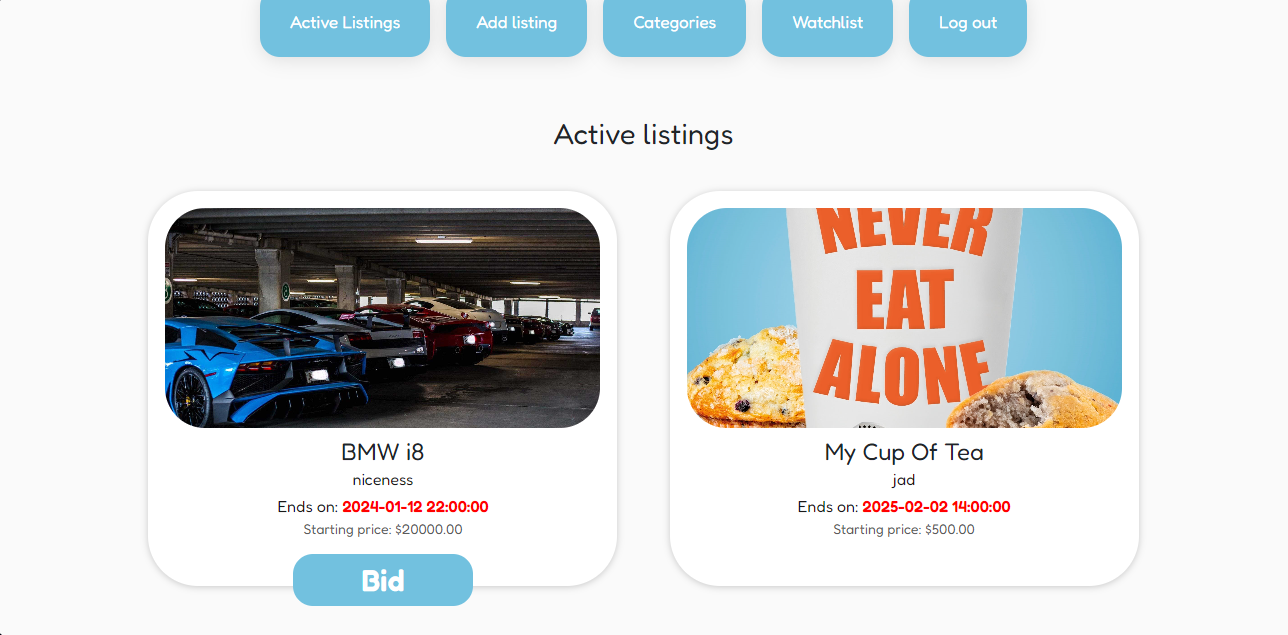 Active Listings
Add listing
Categories
Watchlist
Log out
Active listings
NEVER
EAT
ALONE
BMW i8
niceness
Ends on: 2024-01-12 22:00:00
Starting price: $20000.00
Bid
My Cup Of Tea
jad
Ends on: 2025-02-02 14:00:00
Starting price: $500.00